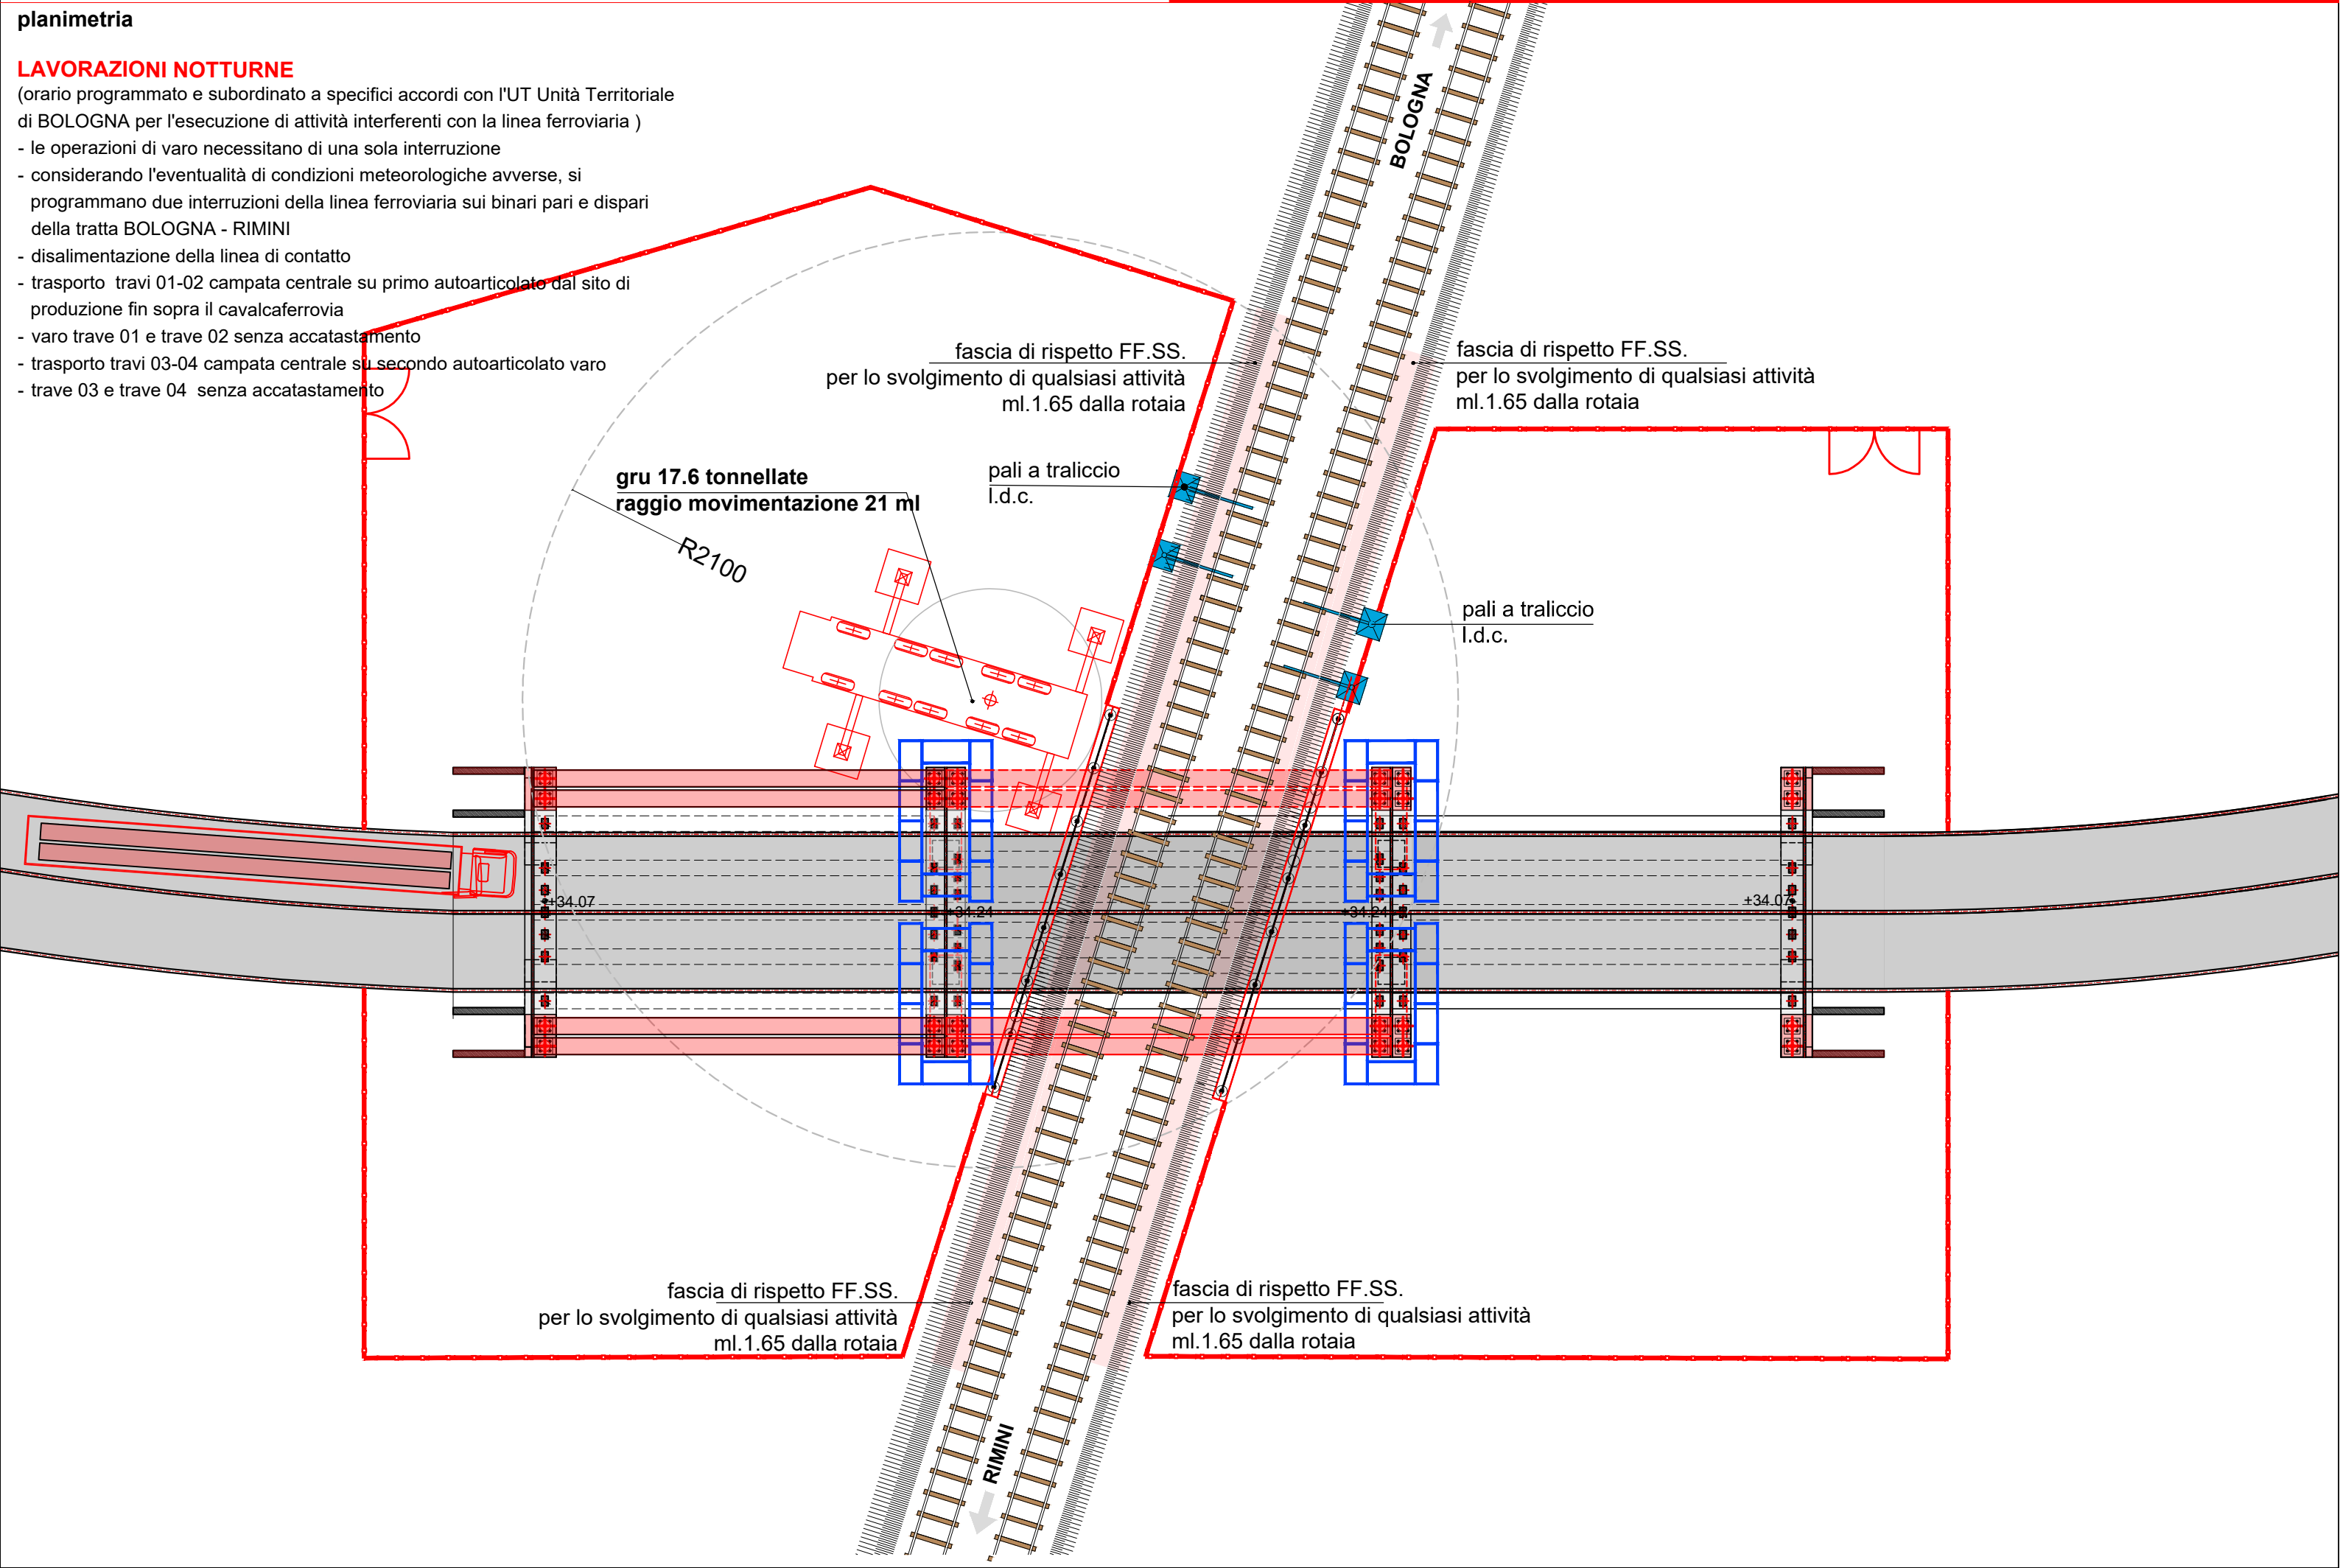 planimetria
LAVORAZIONI NOTTURNE
(orario programmato e subordinato a specifici accordi con l'UT Unità Territoriale
di BOLOGNA per l'esecuzione di attività interferenti con la linea ferroviaria )
- le operazioni di varo necessitano di una sola interruzione
- considerando l'eventualità di condizioni meteorologiche avverse, si
programmano due interruzioni della linea ferroviaria sui binari pari e dispari
della tratta BOLOGNA - RIMINI
- disalimentazione della linea di contatto
- trasporto travi 01-02 campata centrale su primo autoarticolato dal sito di
produzione fin sopra il cavalcaferrovia
- varo trave 01 e trave 02 senza accatastamento
- trasporto travi 03-04 campata centrale su secondo autoarticolato varo
- trave 03 e trave 04 senza accatastamento
BOLOGNA
fascia di rispetto FF.SS.
per lo svolgimento di qualsiasi attività
ml.1.65 dalla rotaia
fascia di rispetto FF.SS.
per lo svolgimento di qualsiasi attività
ml.1.65 dalla rotaia
gru 17.6 tonnellate
raggio movimentazione 21 ml
R2100
pali a traliccio
l.d.c.
pali a traliccio
l.d.c.
+34.07
+34.24
+34.24
+34.07
fascia di rispetto FF.SS.
per lo svolgimento di qualsiasi attività
ml.1.65 dalla rotaia
fascia di rispetto FF.SS.
per lo svolgimento di qualsiasi attività
ml.1.65 dalla rotaia
RIMINI